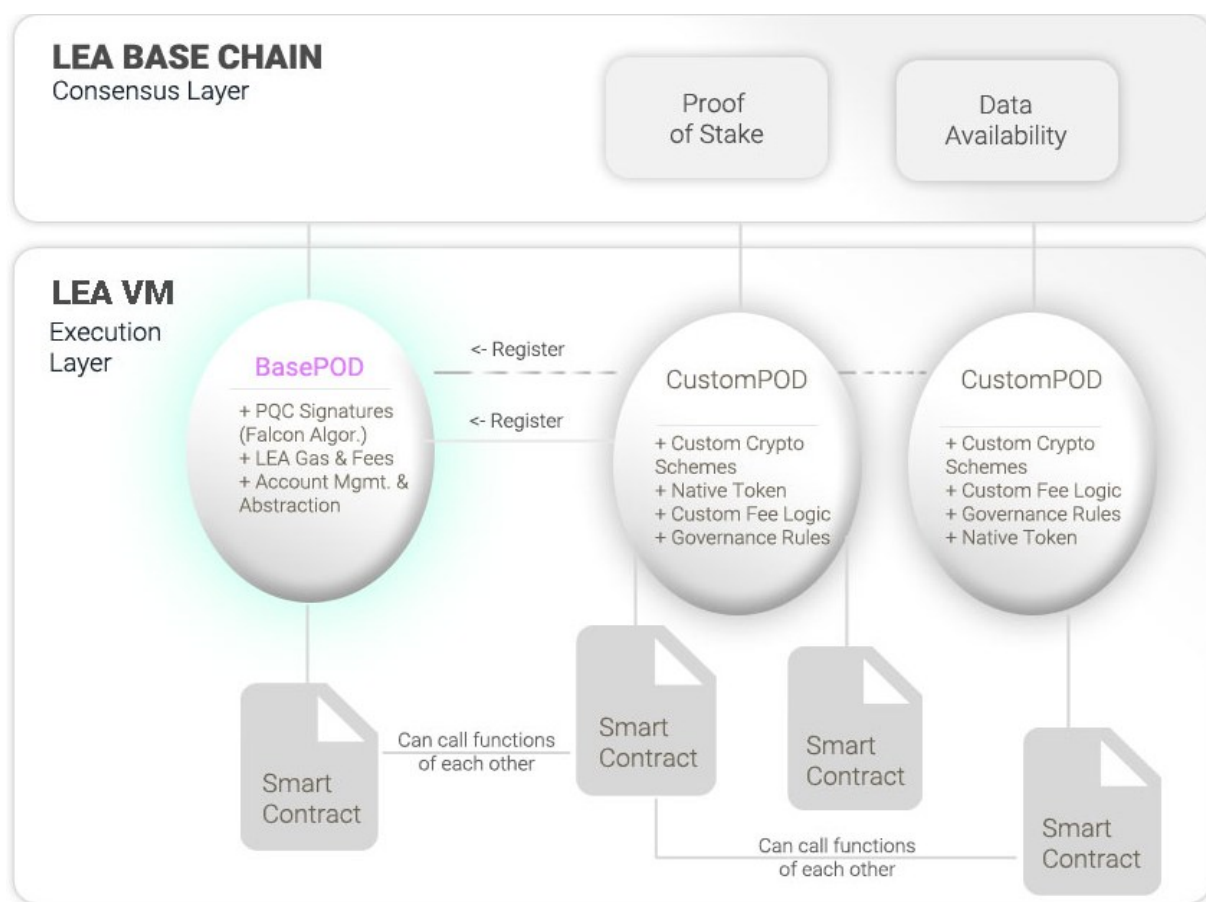 LEA BASE CHAIN
Consensus Layer
Proof
of Stake
Data
Availability
LEA VM
Execution
Layer
BasePOD
+ PQC Signatures
(Falcon Algor.)
+ LEA Gas & Fees
+ Account Mgmt. &
Abstraction
<- Register
<- Register
CustomPOD
+ Custom Crypto
Schemes
+ Native Token
+ Custom Fee Logic
+ Governance Rules
CustomPOD
+ Custom Crypto
Schemes
+ Custom Fee Logic
+ Governance Rules
+ Native Token
Smart
Contract
Can call functions
of each other
Smart
Contract
Smart
Contract
Can call functions
of each other
Smart
Contract